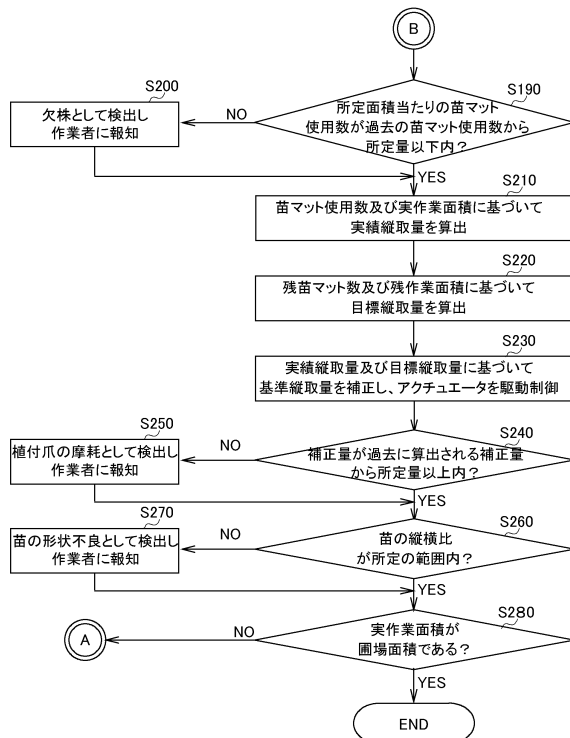 B
S190
所定面積当たりの苗マット
使用数が過去の苗マット使用数から
所定量以下内？
NO
S200
欠株として検出し
作業者に報知
YES
S210
苗マット使用数及び実作業面積に基づいて
実績縦取量を算出
S220
残苗マット数及び残作業面積に基づいて
目標縦取量を算出
S230
実績縦取量及び目標縦取量に基づいて
基準縦取量を補正し、アクチュエータを駆動制御
S240
補正量が過去に算出される補正量
から所定量以上内？
NO
S250
植付爪の摩耗として検出し
作業者に報知
YES
S260
苗の縦横比
が所定の範囲内？
NO
S270
苗の形状不良として検出し
作業者に報知
YES
S280
実作業面積が
圃場面積である？
NO
A
YES
END